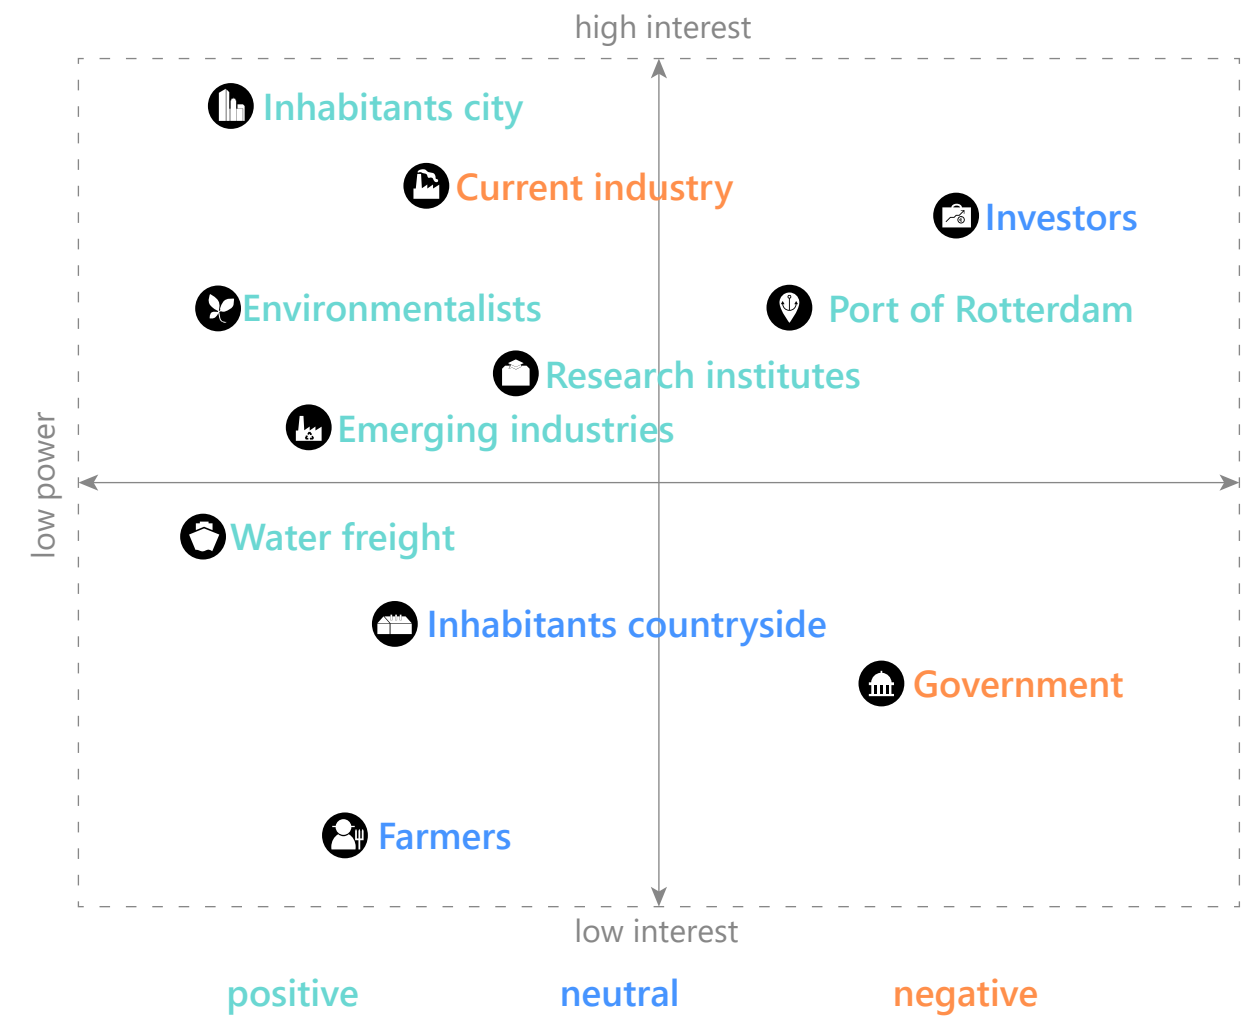 high interest
Inhabitants city
Current industry
Investors
Environmentalists
Port of Rotterdam
Research institutes
Emerging industries
low power
Water freight
Inhabitants countryside
Government
Farmers
low interest
positive neutral negative